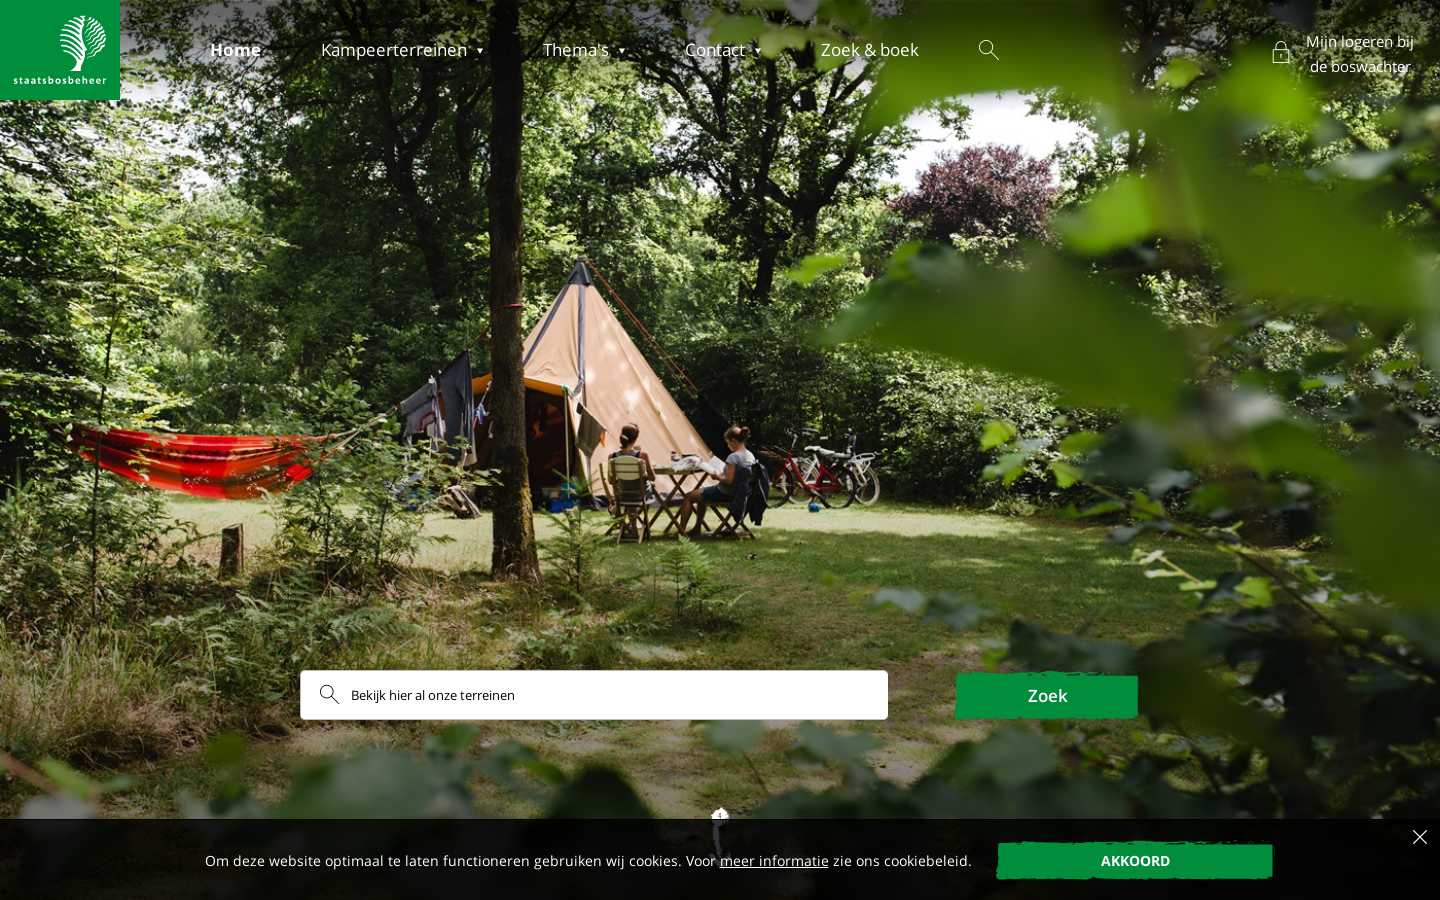 staatsbosbeheer
Home
Kampeerterreinen
Thema's
Contact
Zoek & boek
Mijn logeren bij
de boswachter
Bekijk hier al onze terreinen
Zoek
Om deze website optimaal te laten functioneren gebruiken wij cookies. Voor meer informatie zie ons cookiebeleid.
AKKOORD